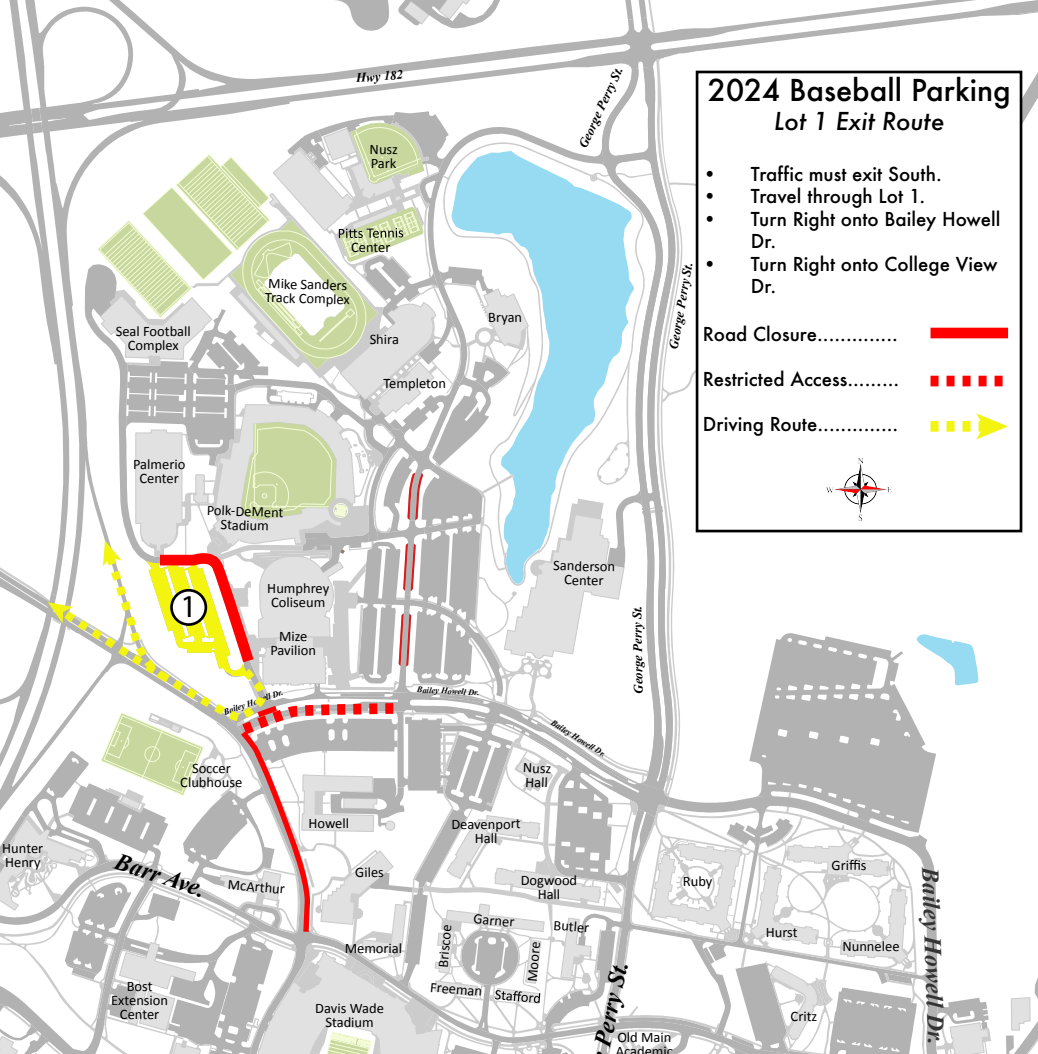 Hwy 182
George Perry St.
2024 Baseball Parking
Lot 1 Exit Route
• Traffic must exit South.
• Travel through Lot 1.
• Turn Right onto Bailey Howell
Dr.
• Turn Right onto College View
Dr.
Road Closure..............
Restricted Access.........
Driving Route..............
N
W E
S
Nusz
Park
Pitts Tennis
Center
Mike Sanders
Track Complex
George Perry St.
Bryan
Seal Football
Complex
Shira
Templeton
Palmerio
Center
Polk-DeMent
Stadium
Sanderson
Center
Humphrey
Coliseum
1
Mize
Pavilion
George Perry St.
Bailey Howell Dr.
Bailey Howell Dr.
Bailey Howell Dr.
Soccer
Clubhouse
Nusz
Hall
Howell
Deavenport
Hall
Hunter
Henry
Barr Ave.
McArthur
Giles
Dogwood
Hall
Ruby
Griffis
Bailey Howell Dr.
Garner
Butler
Briscoe
Moore
Memorial
Hurst
Nunnelee
Freeman
Stafford
Bost
Extension
Center
Perry St.
Davis Wade
Stadium
Critz
Old Main
Academic